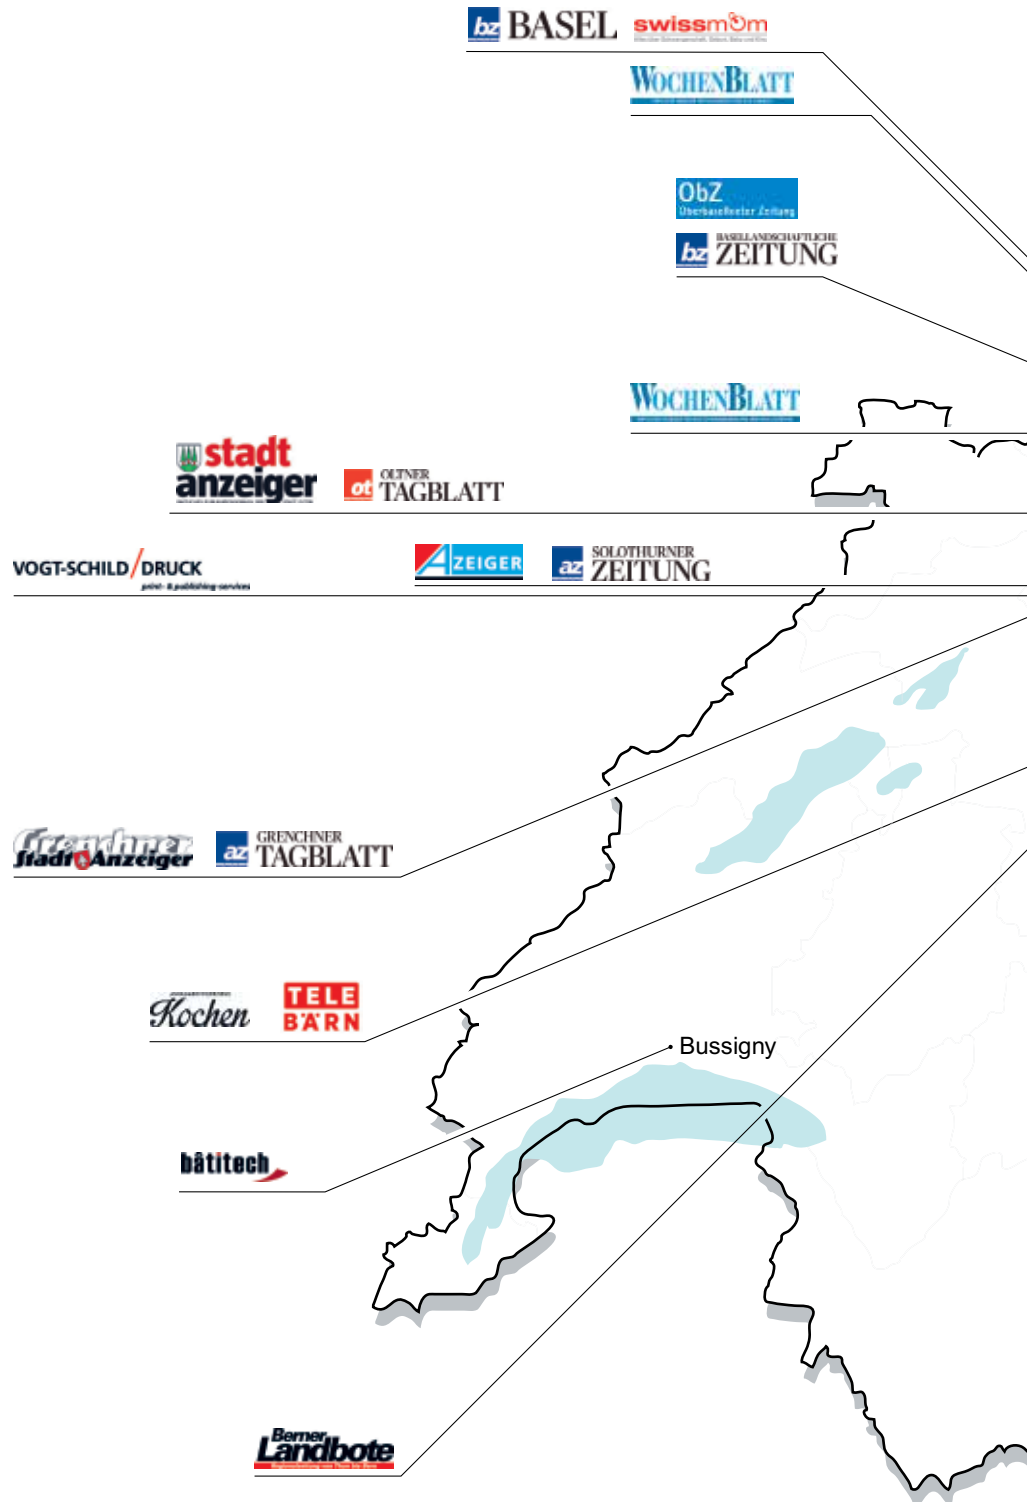 bz BASEL
swissmom
WOCHENBLATT
ObZ
Oberbaselbieter Zeitung
bz BASELLANDSCHAFTLICHE
ZEITUNG
WOCHENBLATT
stadt
anzeiger
ot OLTNER
TAGBLATT
VOGT-SCHILD/DRUCK
print- & publishing-services
AZEIGER
az SOLOTHURNER
ZEITUNG
Grenchner
Stadt Anzeiger
az GRENCHNER
TAGBLATT
Kochen
TELE
BÄRN
Bussigny
bâtitech
Berner
Landbote